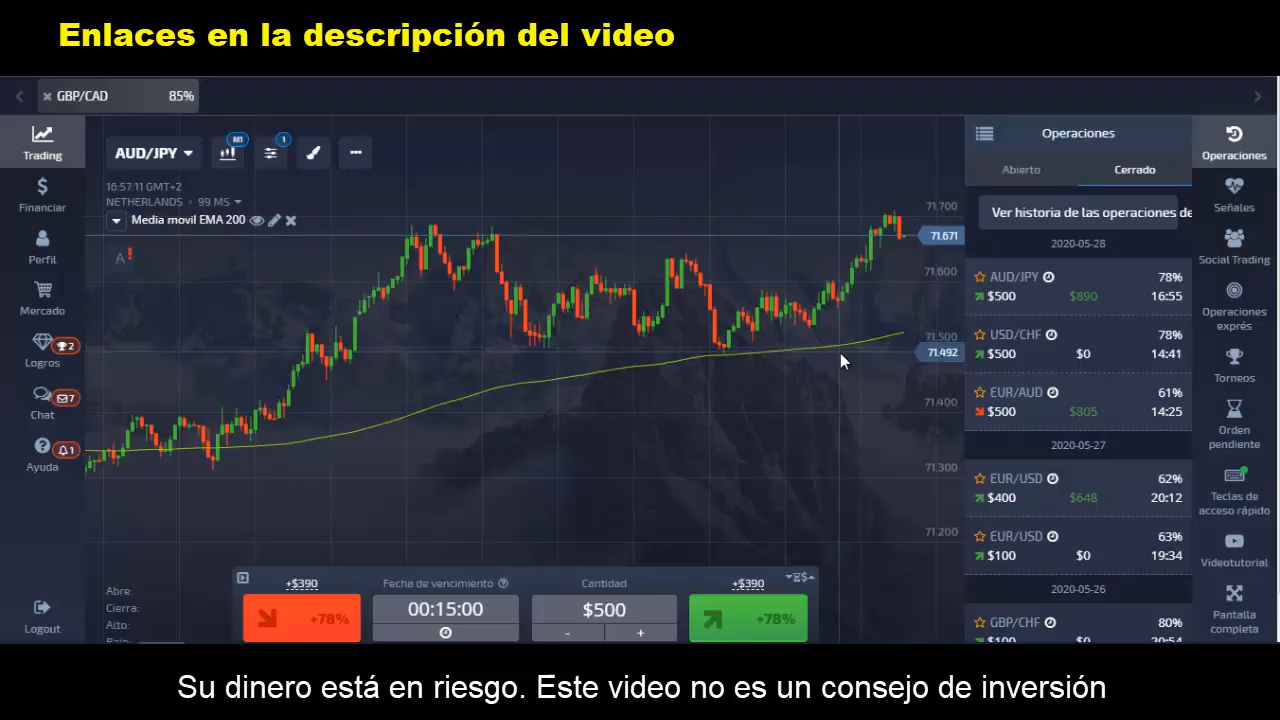 Enlaces en la descripción del video
GBP/CAD 85%
Trading
Financiar
Perfil
Mercado
Logros 2
Chat 7
Ayuda 1
Logout
AUD/JPY M1 1
16:57:11 GMT+2
NETHERLANDS • 99 MS
Media movil EMA 200
A!
71.700
71.671
71.600
71.500
71.492
71.400
71.300
71.200
Abre:
Cierra:
Alto:
+$390 Fecha de vencimiento Cantidad +$390
+78% 00:15:00 $500 +78%
- +
Operaciones
Abierto Cerrado
Ver historia de las operaciones de
2020-05-28
AUD/JPY 78%
$500 $890 16:55
USD/CHF 78%
$500 $0 14:41
EUR/AUD 61%
$500 $805 14:25
2020-05-27
EUR/USD 62%
$400 $648 20:12
EUR/USD 63%
$100 $0 19:34
2020-05-26
GBP/CHF 80%
$100 $0 20:54
Operaciones
Señales
Social Trading
Operaciones
exprés
Torneos
Orden
pendiente
Teclas de
acceso rápido
Videotutorial
Pantalla
completa
Su dinero está en riesgo. Este video no es un consejo de inversión